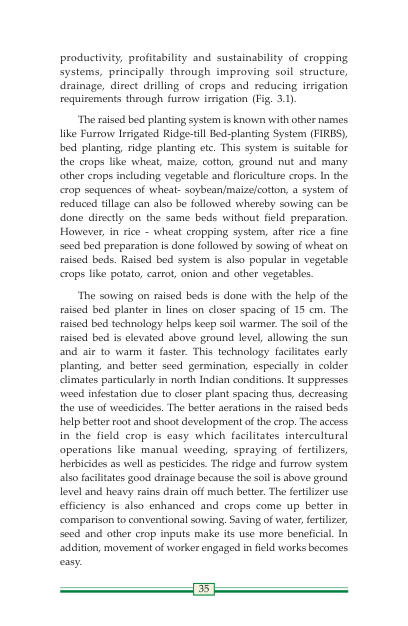 productivity, profitability and sustainability of cropping
systems, principally through improving soil structure,
drainage, direct drilling of crops and reducing irrigation
requirements through furrow irrigation (Fig. 3.1).
The raised bed planting system is known with other names
like Furrow Irrigated Ridge-till Bed-planting System (FIRBS),
bed planting, ridge planting etc. This system is suitable for
the crops like wheat, maize, cotton, ground nut and many
other crops including vegetable and floriculture crops. In the
crop sequences of wheat- soybean/maize/cotton, a system of
reduced tillage can also be followed whereby sowing can be
done directly on the same beds without field preparation.
However, in rice - wheat cropping system, after rice a fine
seed bed preparation is done followed by sowing of wheat on
raised beds. Raised bed system is also popular in vegetable
crops like potato, carrot, onion and other vegetables.
The sowing on raised beds is done with the help of the
raised bed planter in lines on closer spacing of 15 cm. The
raised bed technology helps keep soil warmer. The soil of the
raised bed is elevated above ground level, allowing the sun
and air to warm it faster. This technology facilitates early
planting, and better seed germination, especially in colder
climates particularly in north Indian conditions. It suppresses
weed infestation due to closer plant spacing thus, decreasing
the use of weedicides. The better aerations in the raised beds
help better root and shoot development of the crop. The access
in the field crop is easy which facilitates intercultural
operations like manual weeding, spraying of fertilizers,
herbicides as well as pesticides. The ridge and furrow system
also facilitates good drainage because the soil is above ground
level and heavy rains drain off much better. The fertilizer use
efficiency is also enhanced and crops come up better in
comparison to conventional sowing. Saving of water, fertilizer,
seed and other crop inputs make its use more beneficial. In
addition, movement of worker engaged in field works becomes
easy.
35